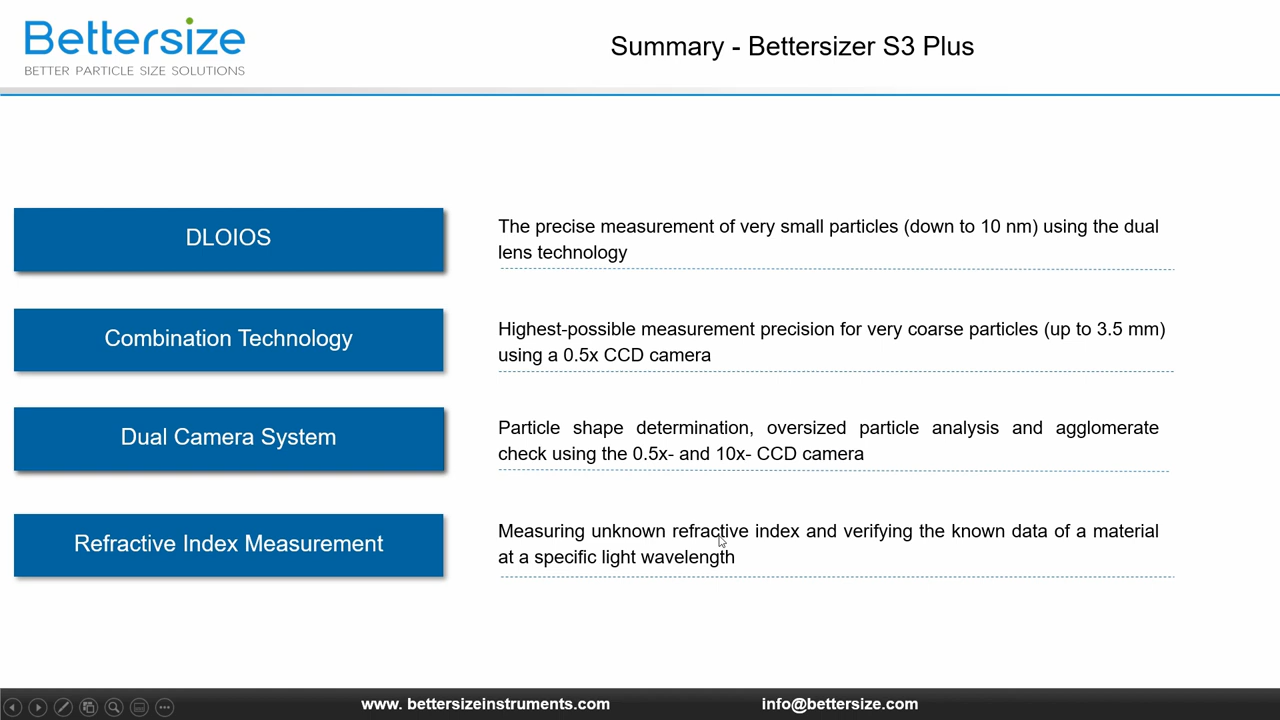 Bettersize
BETTER PARTICLE SIZE SOLUTIONS
Summary - Bettersizer S3 Plus
DLOIOS
The precise measurement of very small particles (down to 10 nm) using the dual
lens technology
Combination Technology
Highest-possible measurement precision for very coarse particles (up to 3.5 mm)
using a 0.5x CCD camera
Dual Camera System
Particle shape determination, oversized particle analysis and agglomerate
check using the 0.5x- and 10x- CCD camera
Refractive Index Measurement
Measuring unknown refractive index and verifying the known data of a material
at a specific light wavelength
www. bettersizeinstruments.com
info@bettersize.com